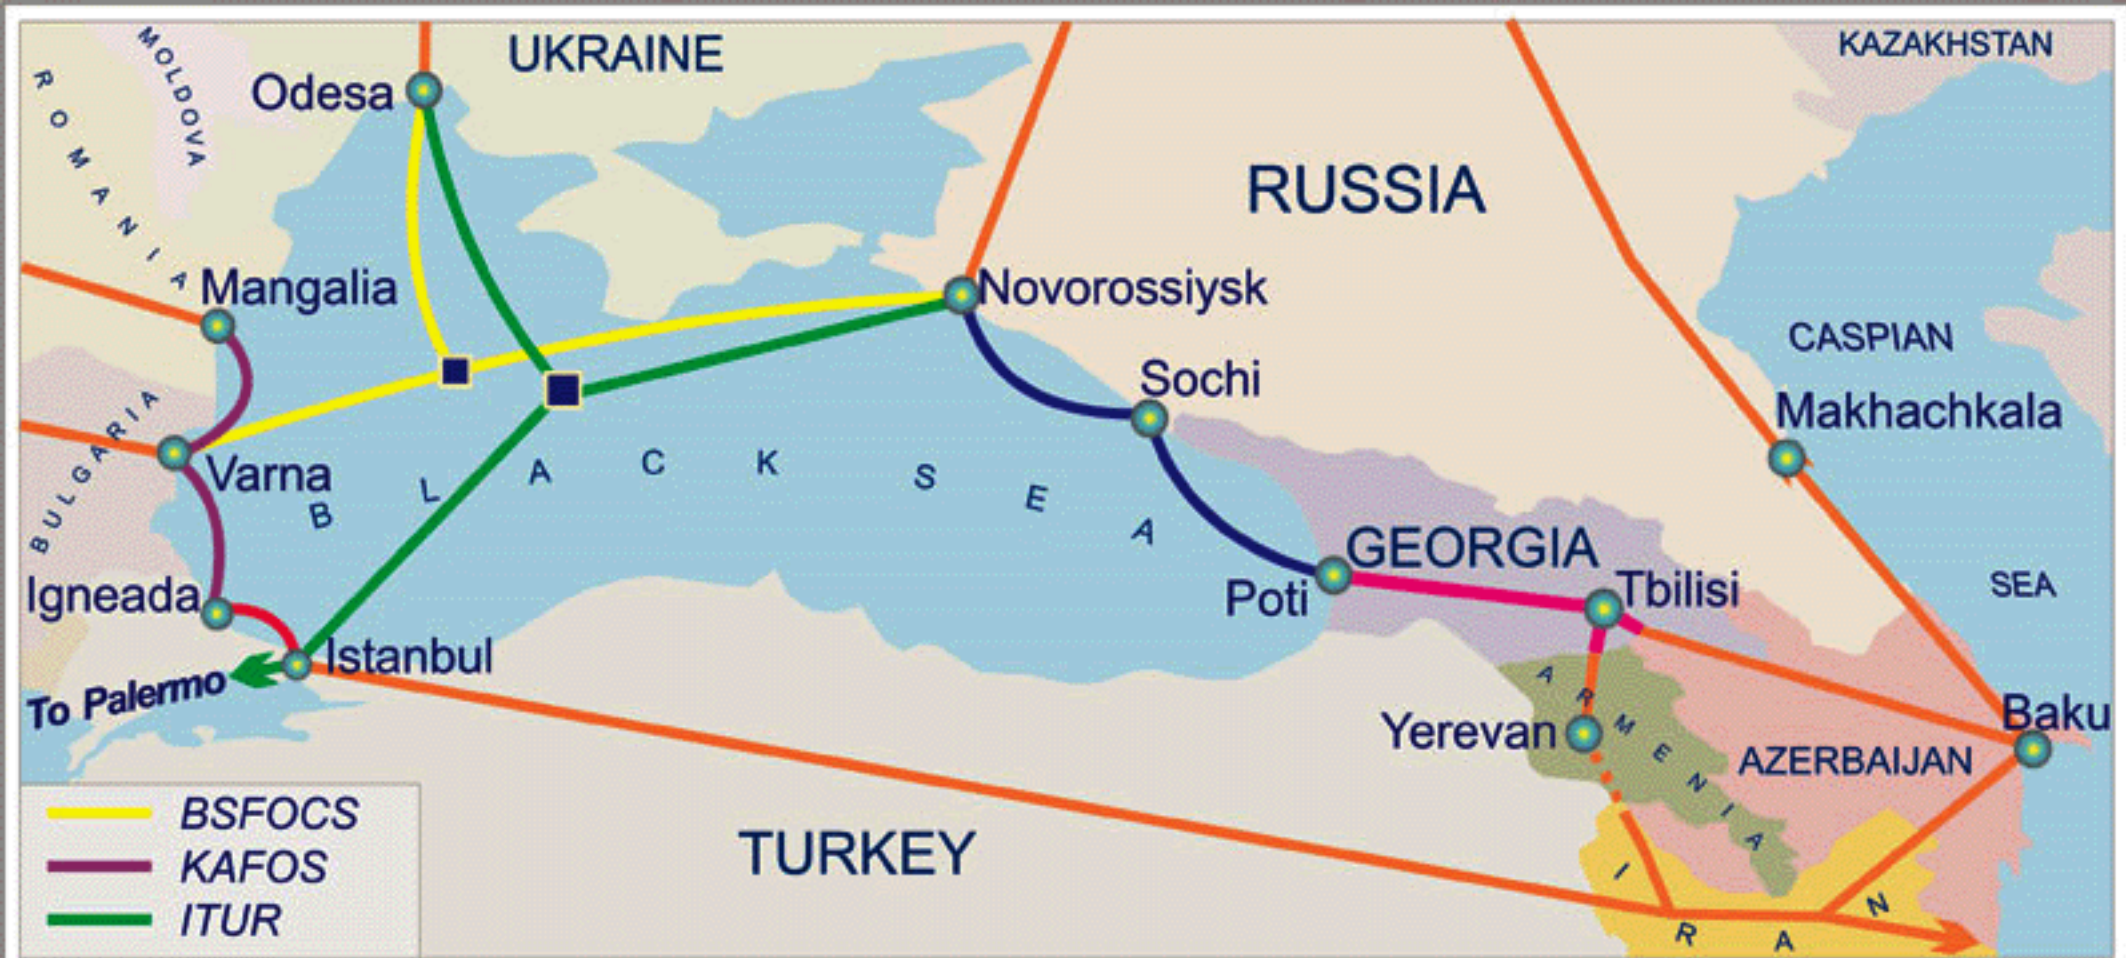 MOLDOVA
ROMANIA
UKRAINE
KAZAKHSTAN
Odesa
RUSSIA
Mangalia
Novorossiysk
CASPIAN
SEA
Sochi
Makhachkala
BULGARIA
Varna
BLACK SEA
GEORGIA
Poti
Tbilisi
Igneada
Istanbul
To Palermo
ARMENIA
Yerevan
Baku
AZERBAIJAN
TURKEY
IRAN
BSFOCS
KAFOS
ITUR